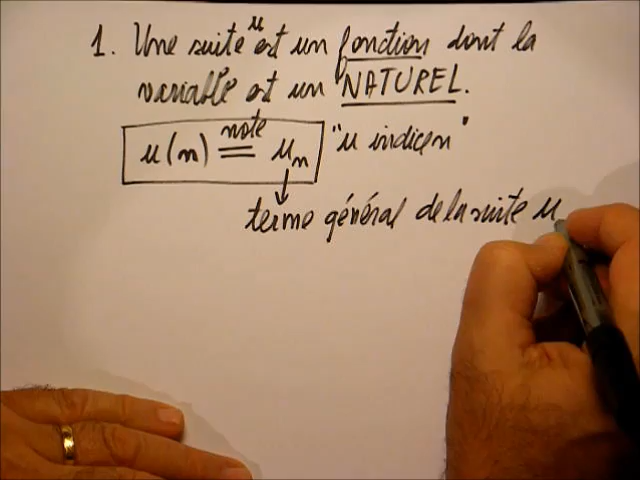 1. Une suite u est un fonction dont la
variable est un NATUREL.
u(n) note = un "u indice n"
terme général de la suite u